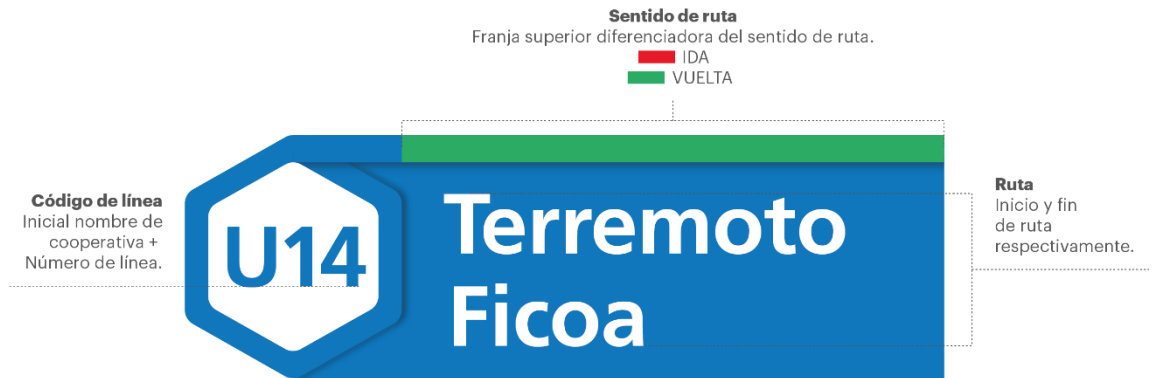 Sentido de ruta
Franja superior diferenciadora del sentido de ruta.
IDA
VUELTA
Código de línea
Inicial nombre de
cooperativa +
Número de línea.
U14
Terremoto
Ficoa
Ruta
Inicio y fin
de ruta
respectivamente.